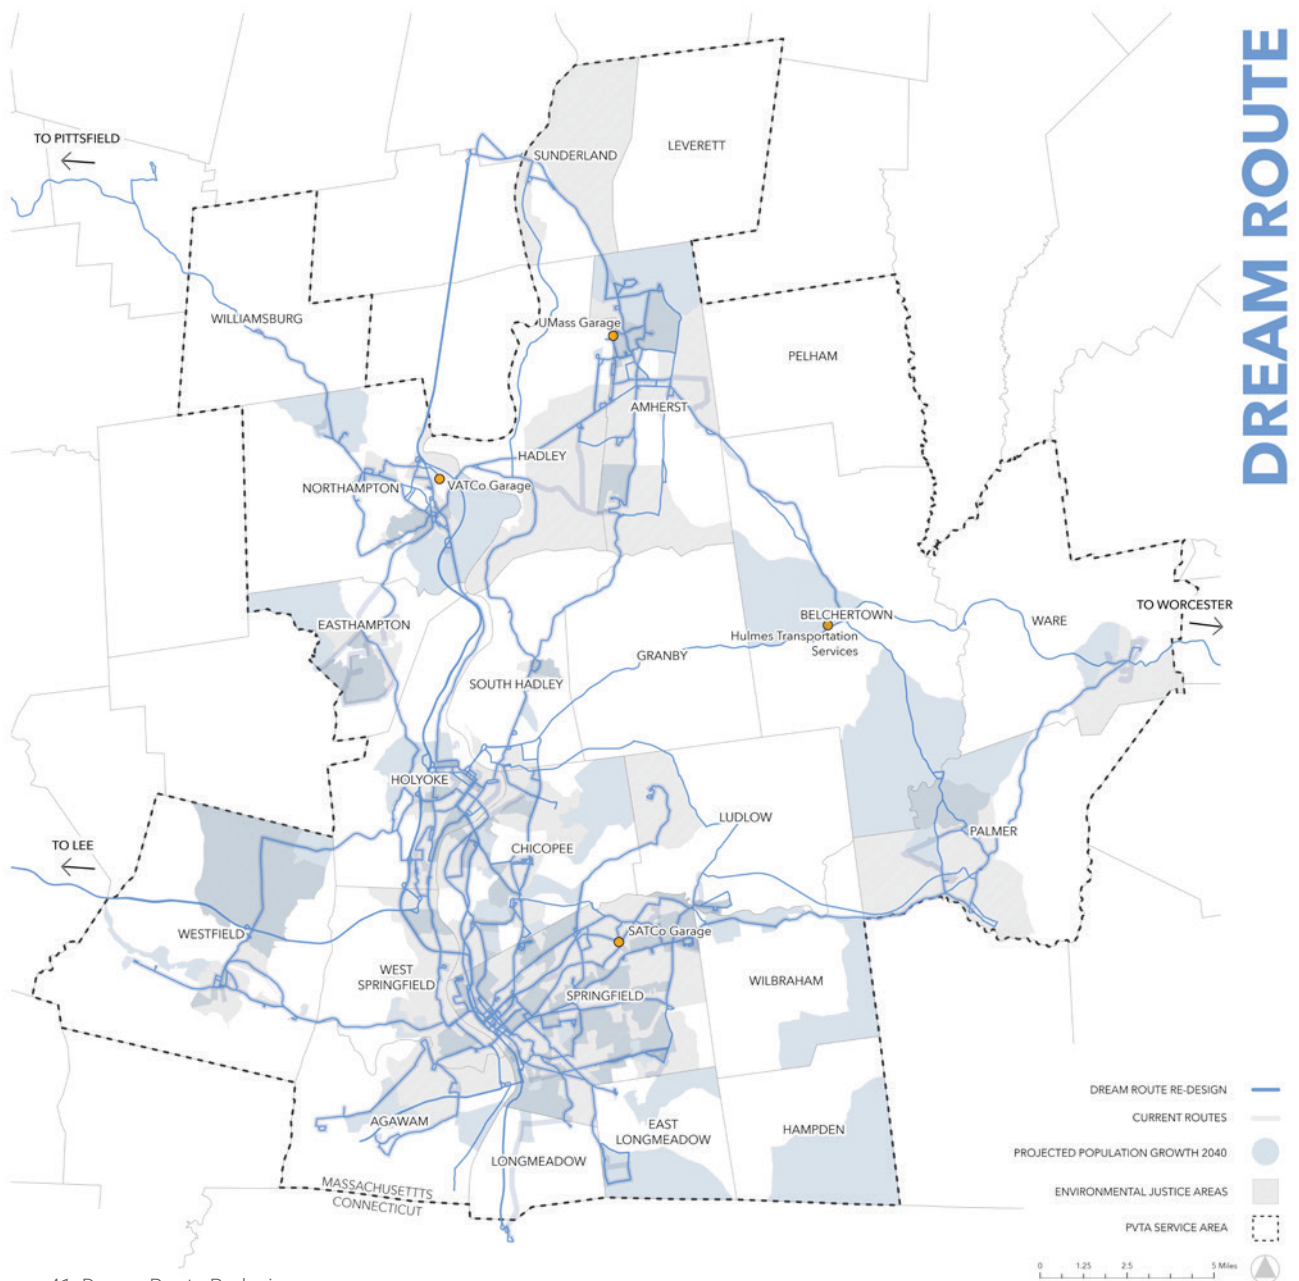 DREAM ROUTE
TO PITTSFIELD
SUNDERLAND
LEVERETT
WILLIAMSBURG
UMass Garage
PELHAM
AMHERST
HADLEY
NORTHAMPTON
VATCo Garage
EASTHAMPTON
BELCHERTOWN
Hulmes Transportation
Services
WARE
TO WORCESTER
GRANBY
SOUTH HADLEY
HOLYOKE
LUDLOW
PALMER
CHICOPEE
TO LEE
WESTFIELD
SATCo Garage
WEST
SPRINGFIELD
SPRINGFIELD
WILBRAHAM
AGAWAM
EAST
LONGMEADOW
HAMPDEN
LONGMEADOW
MASSACHUSETTTS
CONNECTICUT
DREAM ROUTE RE-DESIGN
CURRENT ROUTES
PROJECTED POPULATION GROWTH 2040
ENVIRONMENTAL JUSTICE AREAS
PVTA SERVICE AREA
0 1.25 2.5 5 Miles